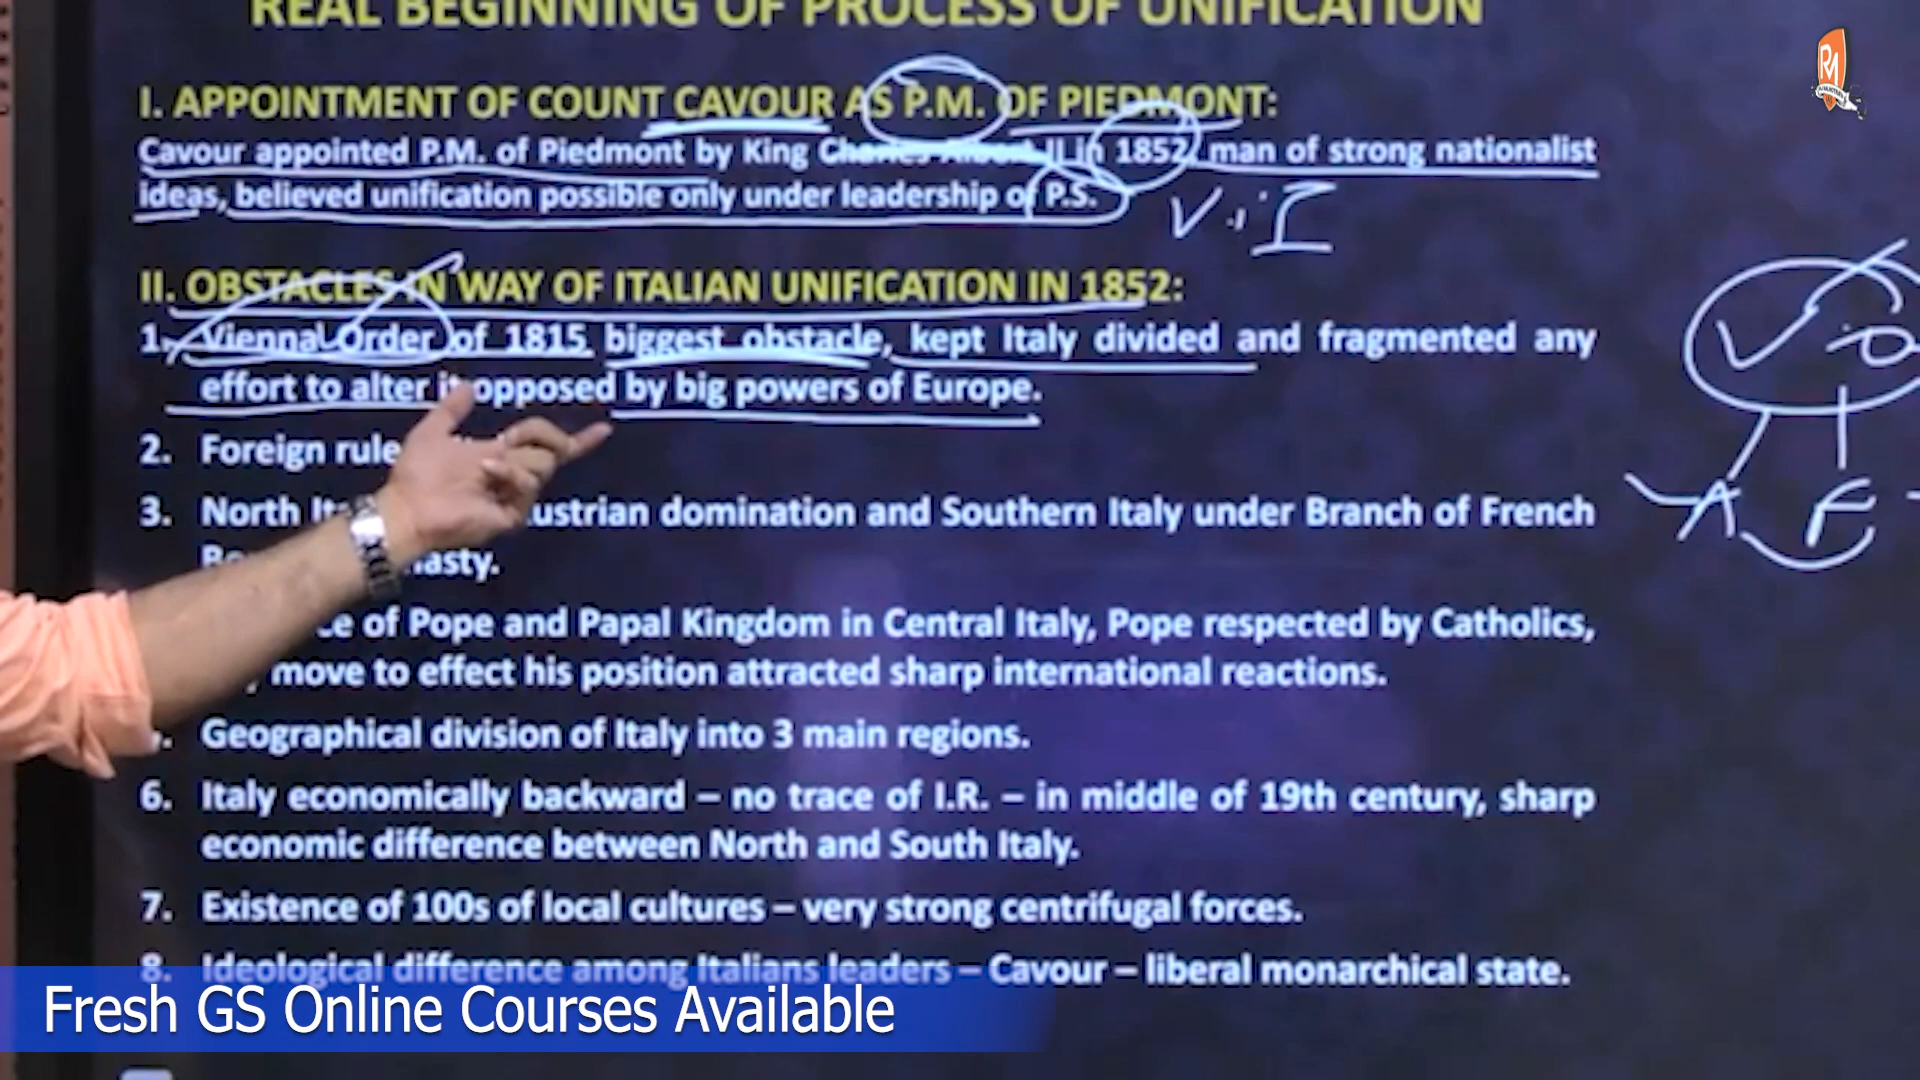 REAL BEGINNING OF PROCESS OF UNIFICATION
I. APPOINTMENT OF COUNT CAVOUR AS P.M. OF PIEDMONT:
Cavour appointed P.M. of Piedmont by King Charles Albert II in 1852, man of strong nationalist
ideas, believed unification possible only under leadership of P.S.
V.I
II. OBSTACLES IN WAY OF ITALIAN UNIFICATION IN 1852:
1. Vienna Order of 1815 biggest obstacle, kept Italy divided and fragmented any
effort to alter it opposed by big powers of Europe.
V.O
2. Foreign rule
3. North Austrian domination and Southern Italy under Branch of French
A F
of Pope and Papal Kingdom in Central Italy, Pope respected by Catholics,
move to effect his position attracted sharp international reactions.
Geographical division of Italy into 3 main regions.
6. Italy economically backward – no trace of I.R. – in middle of 19th century, sharp
economic difference between North and South Italy.
7. Existence of 100s of local cultures – very strong centrifugal forces.
8. Ideological difference among Italians leaders – Cavour – liberal monarchical state.
Fresh GS Online Courses Available